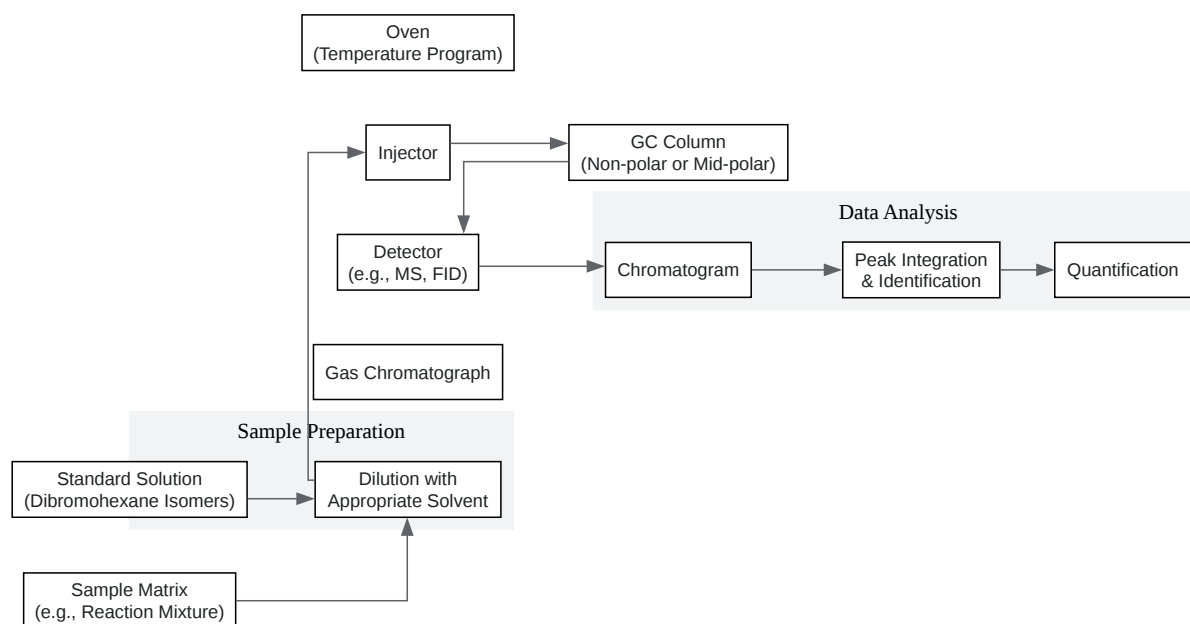 Oven
(Temperature Program)
Injector
GC Column
(Non-polar or Mid-polar)
Data Analysis
Detector
(e.g., MS, FID)
Chromatogram
Peak Integration
& Identification
Quantification
Gas Chromatograph
Sample Preparation
Standard Solution
(Dibromohexane Isomers)
Dilution with
Appropriate Solvent
Sample Matrix
(e.g., Reaction Mixture)